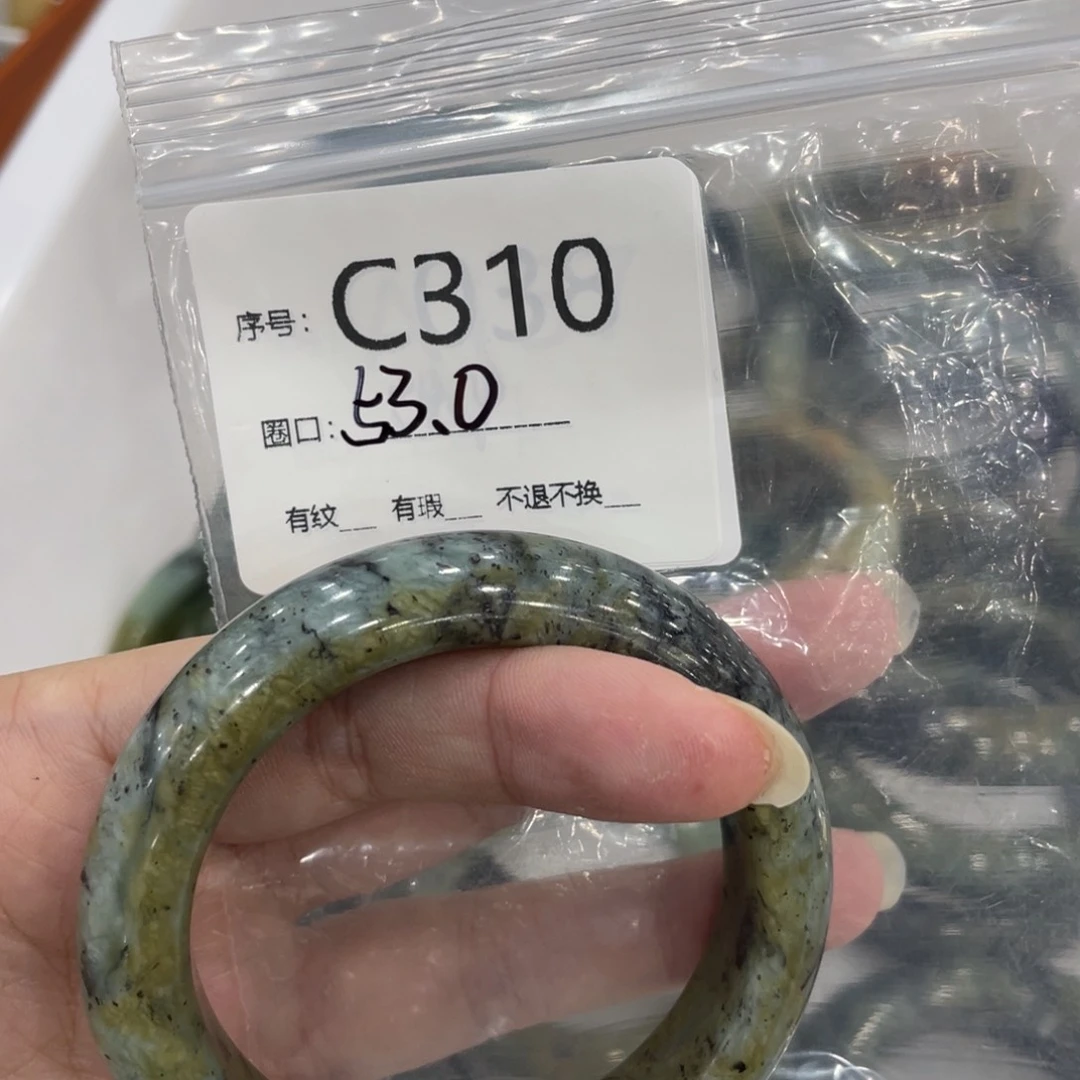 序号: C310
圈口: 53.0
有纹__ 有瑕__ 不退不换__